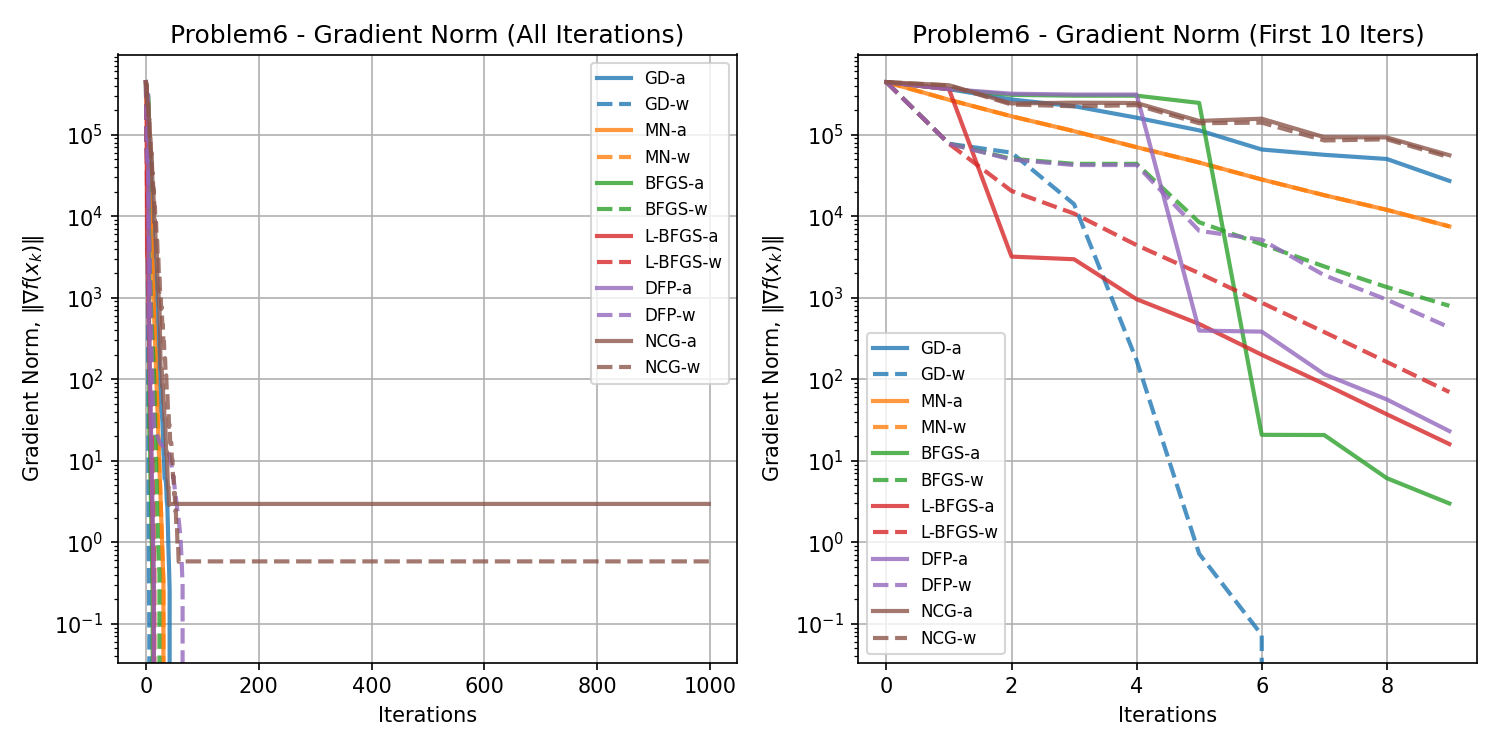 Problem6 - Gradient Norm (All Iterations)
Gradient Norm, ‖∇f(x_k)‖
10^5
10^4
10^3
10^2
10^1
10^0
10^−1
0
200
400
600
800
1000
Iterations
GD-a
GD-w
MN-a
MN-w
BFGS-a
BFGS-w
L-BFGS-a
L-BFGS-w
DFP-a
DFP-w
NCG-a
NCG-w
Problem6 - Gradient Norm (First 10 Iters)
Gradient Norm, ‖∇f(x_k)‖
10^5
10^4
10^3
10^2
10^1
10^0
10^−1
0
2
4
6
8
Iterations
GD-a
GD-w
MN-a
MN-w
BFGS-a
BFGS-w
L-BFGS-a
L-BFGS-w
DFP-a
DFP-w
NCG-a
NCG-w